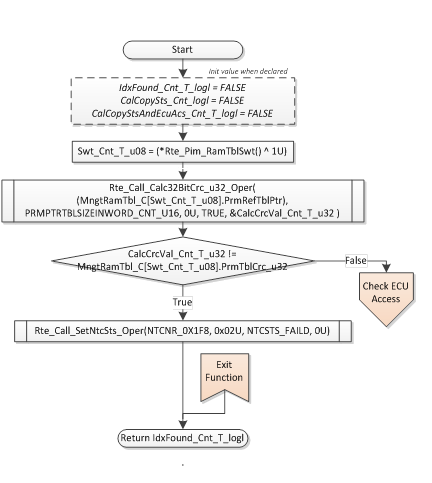 Start
init value when declared
IdxFound_Cnt_T_logl = FALSE
CalCopySts_Cnt_logl = FALSE
CalCopyStsAndEcuAcs_Cnt_T_logl = FALSE
Swt_Cnt_T_u08 = (*Rte_Pim_RamTblSwt() ^ 1U)
Rte_Call_Calc32BitCrc_u32_Oper(
(MngtRamTbl_C[Swt_Cnt_T_u08].PrmRefTblPtr),
PRMPTRTBLSIZEINWORD_CNT_U16, 0U, TRUE, &CalcCrcVal_Cnt_T_u32 )
CalcCrcVal_Cnt_T_u32 !=
MngtRamTbl_C[Swt_Cnt_T_u08].PrmTblCrc_u32
False
Check ECU
Access
True
Rte_Call_SetNtcSts_Oper(NTCNR_0X1F8, 0x02U, NTCSTS_FAILD, 0U)
Exit
Function
Return IdxFound_Cnt_T_logl